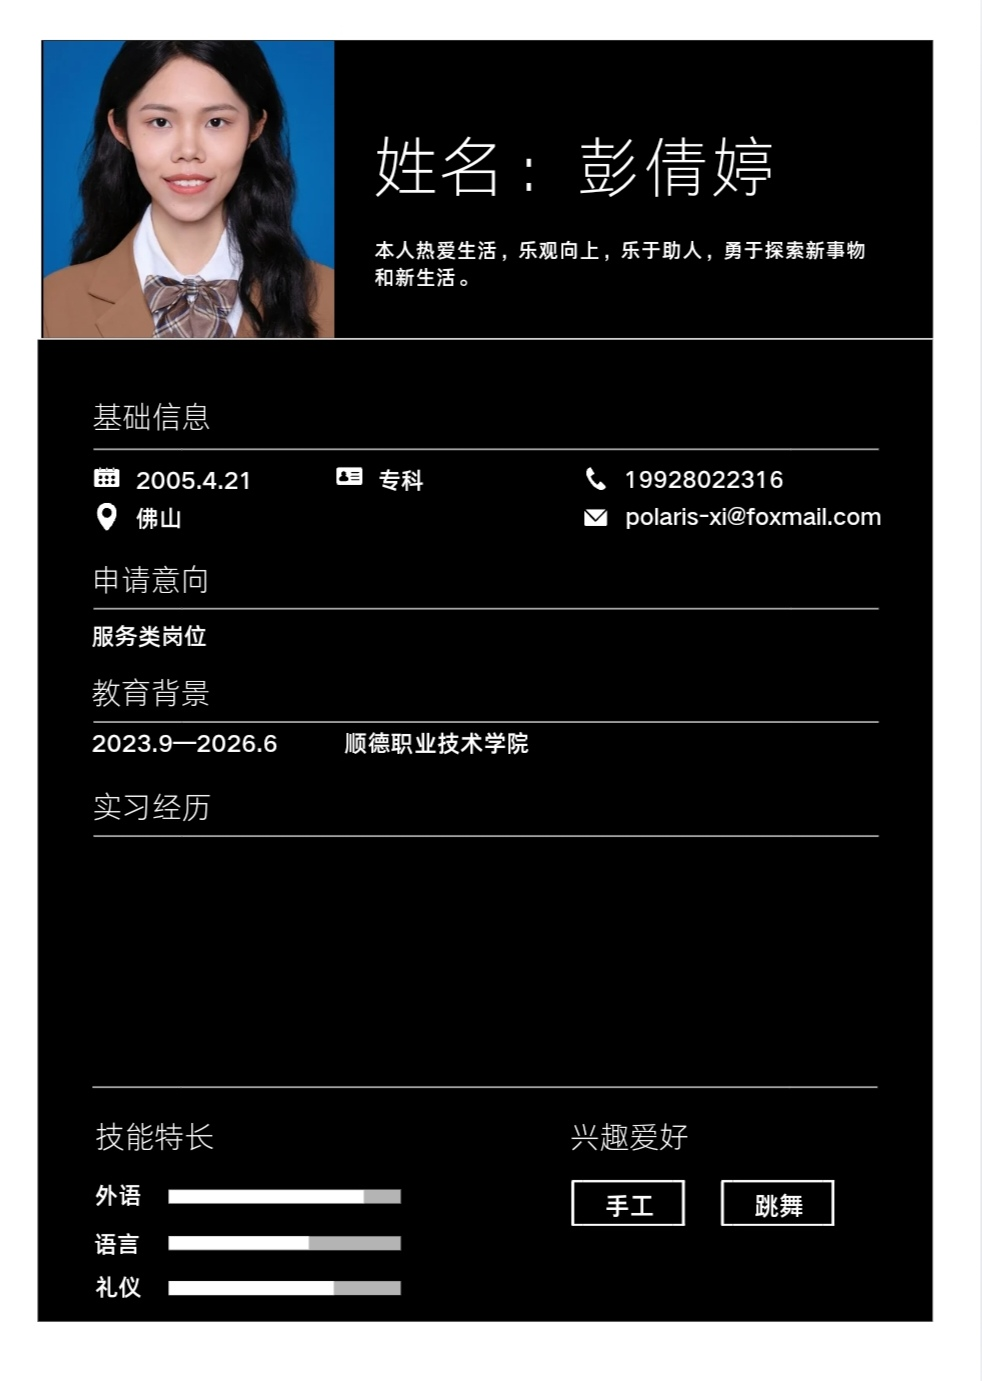 姓名：彭倩婷
本人热爱生活，乐观向上，乐于助人，勇于探索新事物
和新生活。
基础信息
2005.4.21 专科 19928022316
佛山 polaris-xi@foxmail.com
申请意向
服务类岗位
教育背景
2023.9—2026.6 顺德职业技术学院
实习经历
技能特长 兴趣爱好
外语 手工 跳舞
语言
礼仪